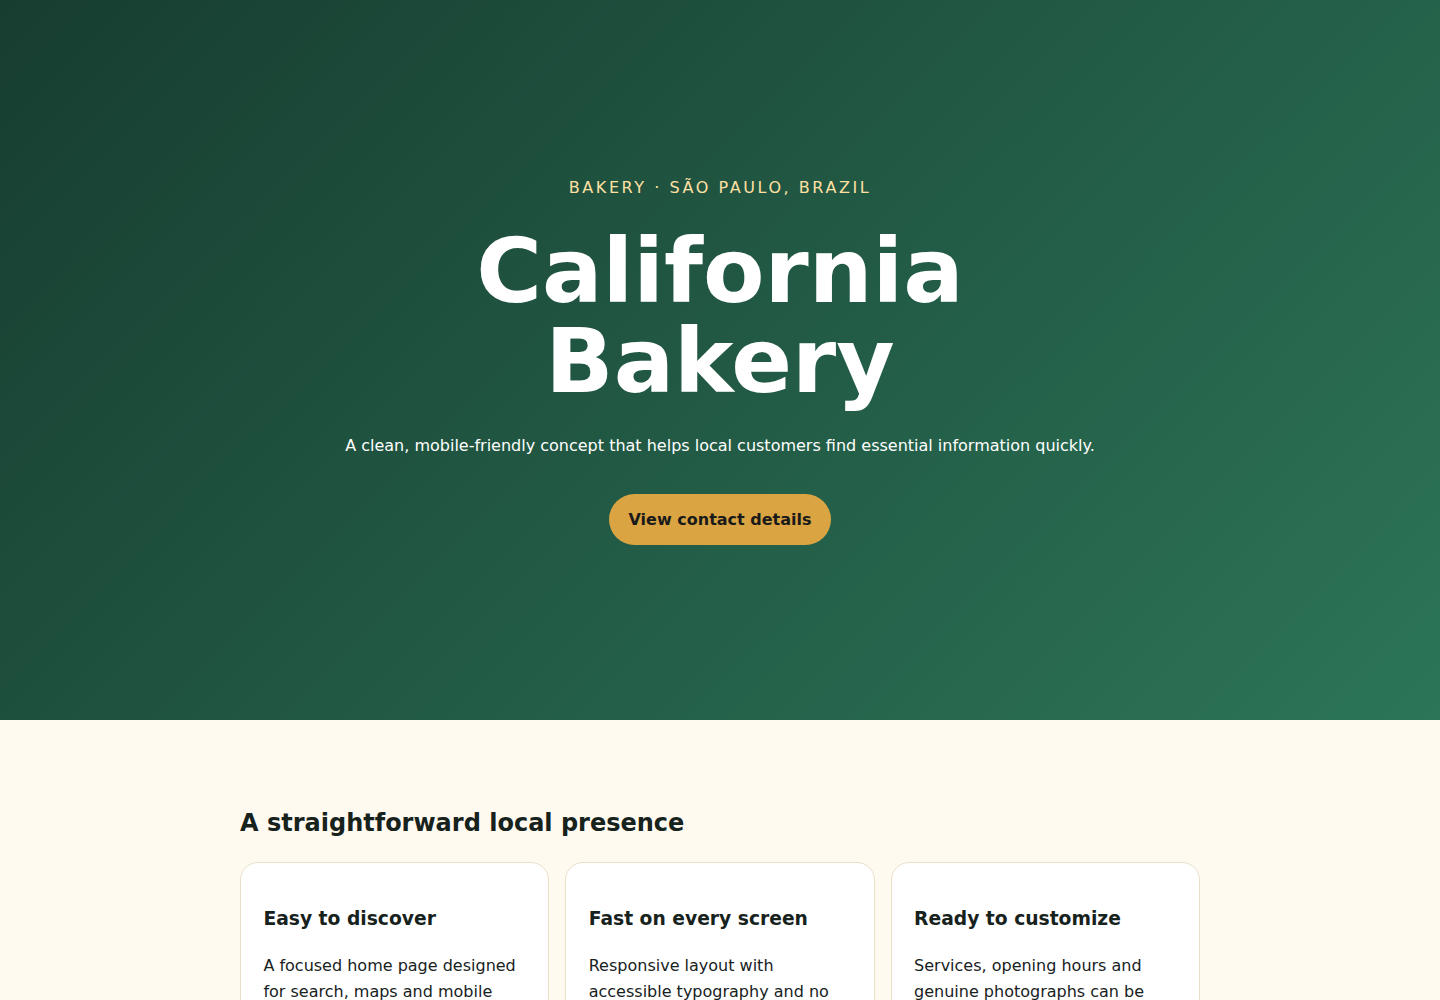 BAKERY · SÃO PAULO, BRAZIL
California
Bakery
A clean, mobile-friendly concept that helps local customers find essential information quickly.
View contact details
A straightforward local presence
Easy to discover
A focused home page designed
for search, maps and mobile
Fast on every screen
Responsive layout with
accessible typography and no
Ready to customize
Services, opening hours and
genuine photographs can be